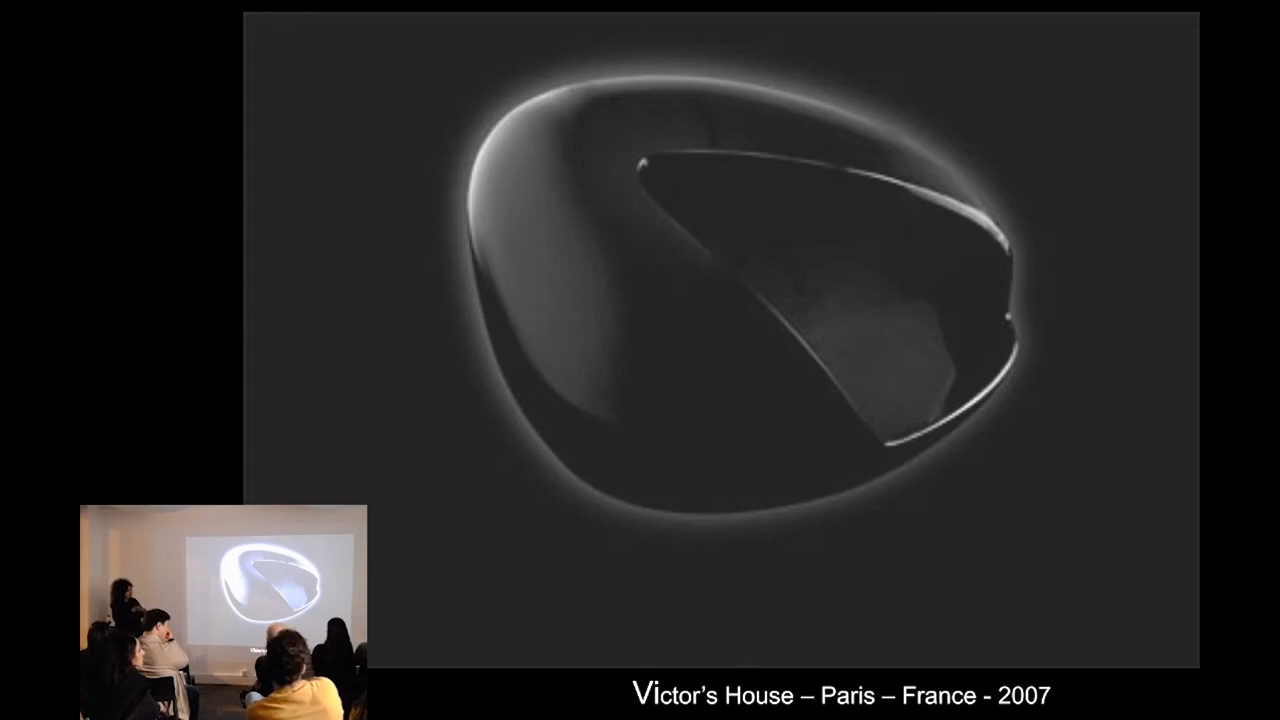 Victor's House – Paris – France - 2007